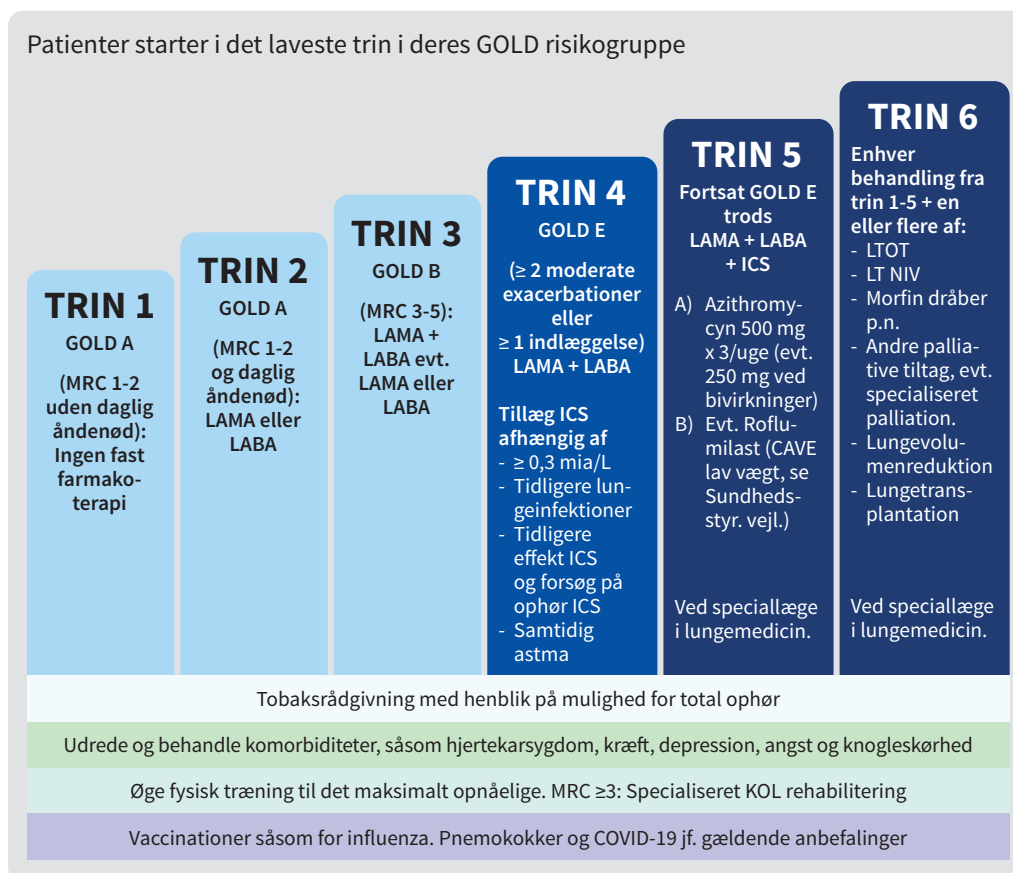 Patienter starter i det laveste trin i deres GOLD risikogruppe
TRIN 1
GOLD A
(MRC 1-2
uden daglig
åndenød):
Ingen fast
farmako-
terapi
TRIN 2
GOLD A
(MRC 1-2
og daglig
åndenød):
LAMA eller
LABA
TRIN 3
GOLD B
(MRC 3-5):
LAMA +
LABA evt.
LAMA eller
LABA
TRIN 4
GOLD E
(≥ 2 moderate
exacerbationer
eller
≥ 1 indlæggelse)
LAMA + LABA
Tillæg ICS
afhængig af
- ≥ 0,3 mia/L
- Tidligere lun-
geinfektioner
- Tidligere
effekt ICS
og forsøg på
ophør ICS
- Samtidig
astma
TRIN 5
Fortsat GOLD E
trods
LAMA + LABA
+ ICS
A) Azithromy-
cyn 500 mg
x 3/uge (evt.
250 mg ved
bivirkninger)
B) Evt. Roflu-
milast (CAVE
lav vægt, se
Sundheds-
styr. vejl.)
Ved speciallæge
i lungemedicin.
TRIN 6
Enhver
behandling fra
trin 1-5 + en
eller flere af:
- LTOT
- LT NIV
- Morfin dråber
p.n.
- Andre pallia-
tive tiltag, evt.
specialiseret
palliation.
- Lungevolu-
menreduktion
- Lungetrans-
plantation
Ved speciallæge
i lungemedicin.
Tobaksrådgivning med henblik på mulighed for total ophør
Udrede og behandle komorbiditeter, såsom hjertekarsygdom, kræft, depression, angst og knogleskørhed
Øge fysisk træning til det maksimalt opnåelige. MRC ≥3: Specialiseret KOL rehabilitering
Vaccinationer såsom for influenza. Pnemokokker og COVID-19 jf. gældende anbefalinger